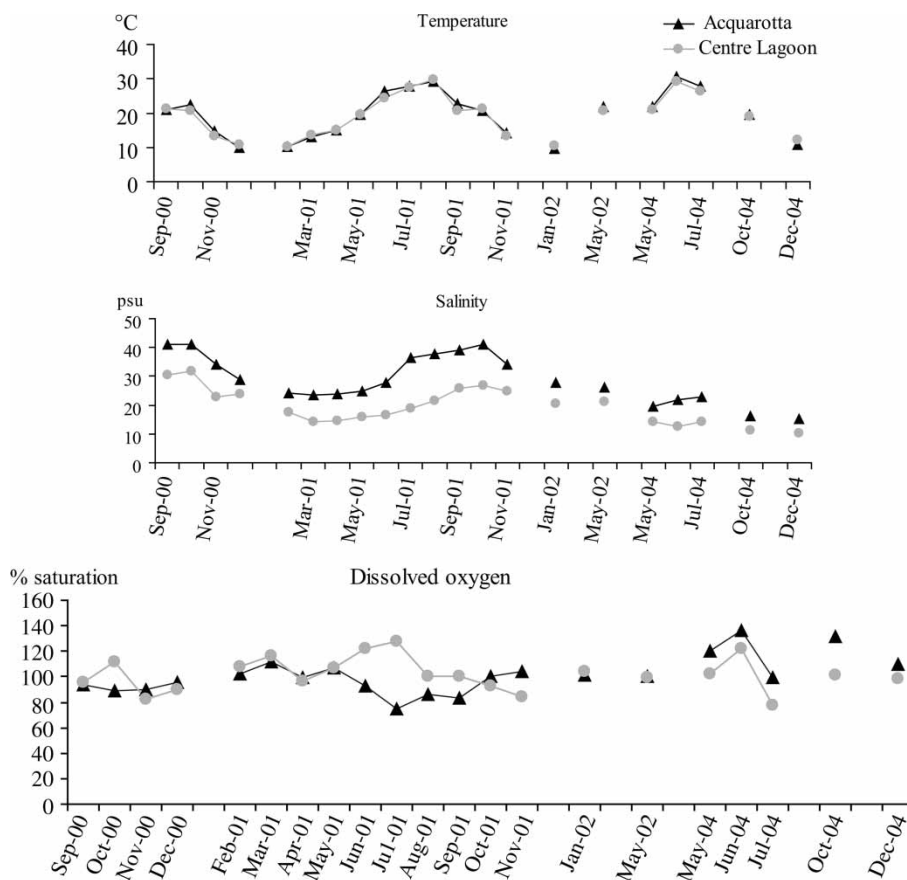 °C
Temperature
Acquarotta
Centre Lagoon
40
30
20
10
0
Sep-00
Nov-00
Mar-01
May-01
Jul-01
Sep-01
Nov-01
Jan-02
May-02
May-04
Jul-04
Oct-04
Dec-04
psu
Salinity
50
40
30
20
10
0
Sep-00
Nov-00
Mar-01
May-01
Jul-01
Sep-01
Nov-01
Jan-02
May-02
May-04
Jul-04
Oct-04
Dec-04
% saturation
Dissolved oxygen
160
140
120
100
80
60
40
20
0
Sep-00
Oct-00
Nov-00
Dec-00
Feb-01
Mar-01
Apr-01
May-01
Jun-01
Jul-01
Aug-01
Sep-01
Oct-01
Nov-01
Jan-02
May-02
May-04
Jun-04
Jul-04
Oct-04
Dec-04